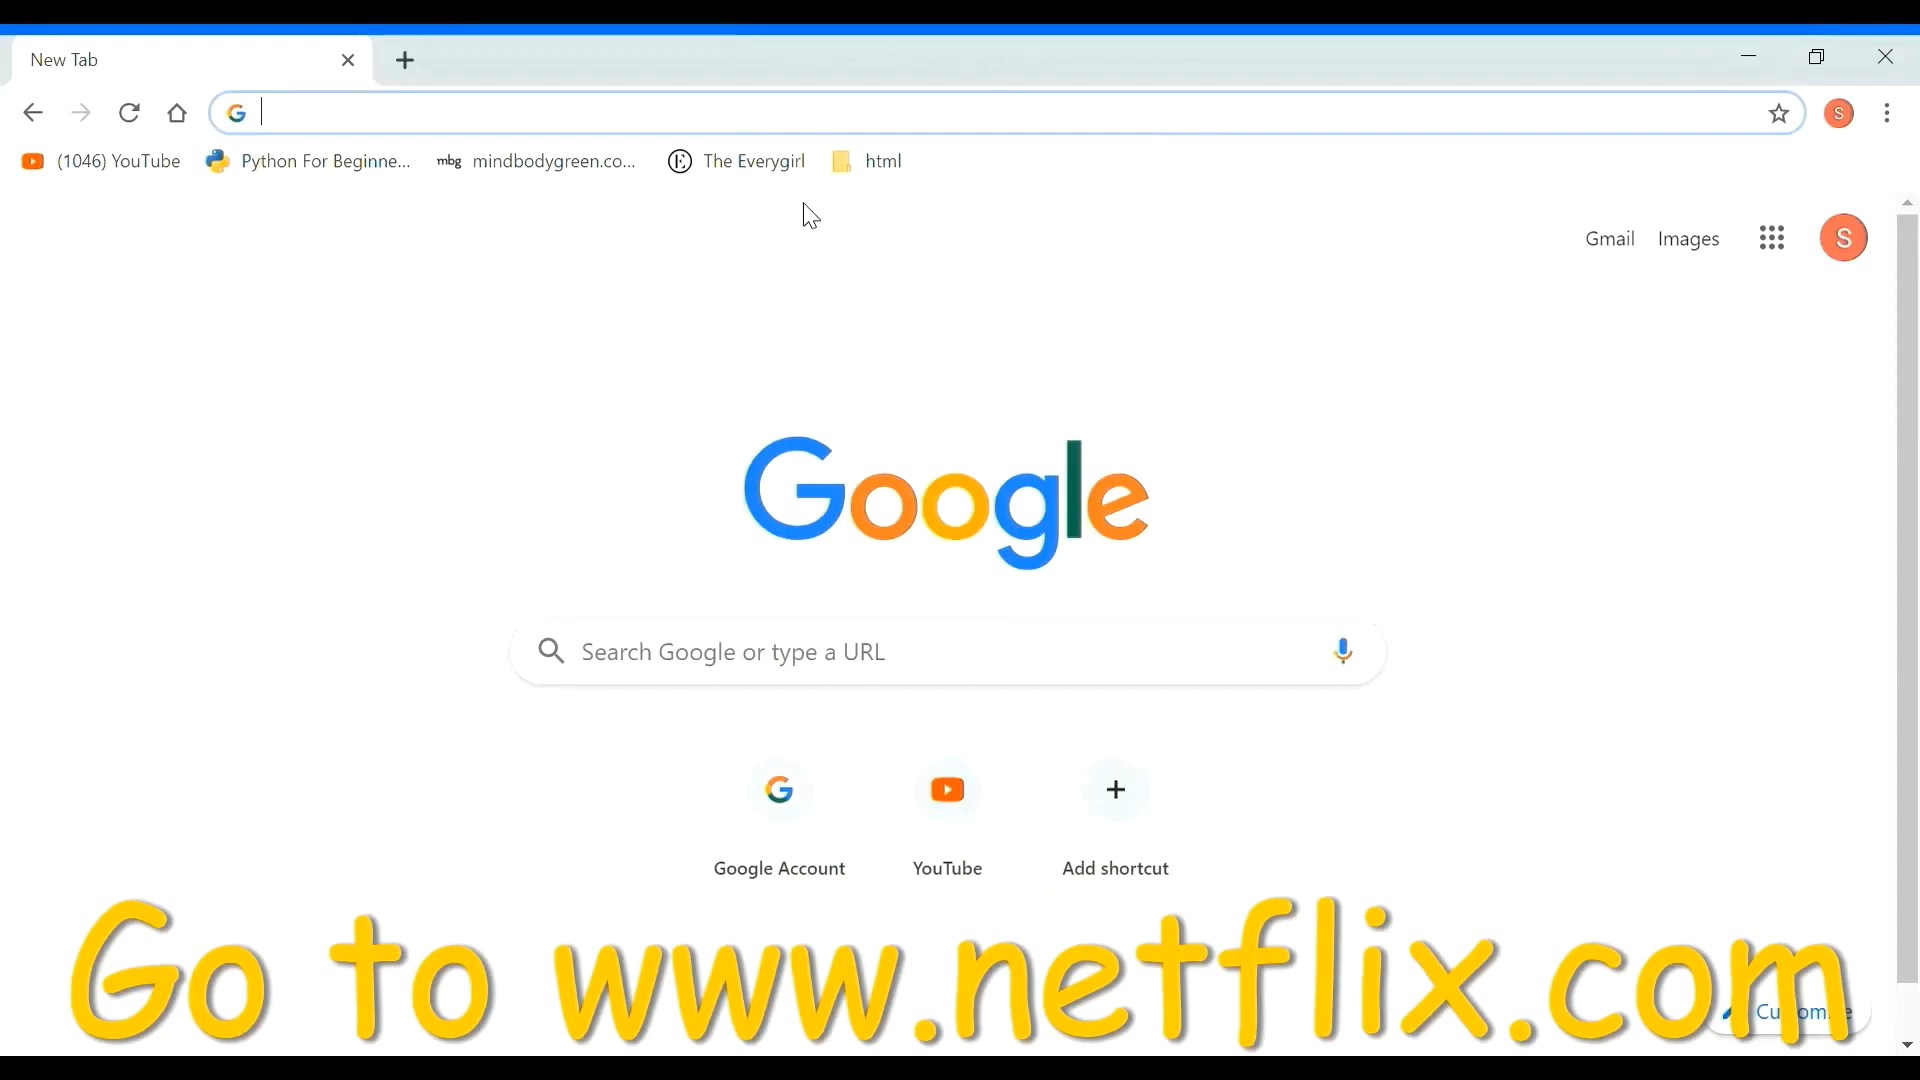 New Tab
(1046) YouTube Python For Beginne... mbg mindbodygreen.co... E The Everygirl html
S
Gmail Images S
Google
Search Google or type a URL
Google Account YouTube Add shortcut
Go to www.netflix.com